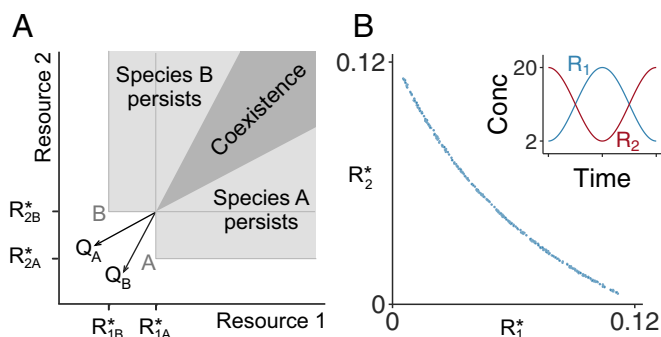 A
Resource 2
Species B
persists
Coexistence
Species A
persists
R*2B
R*2A
B
A
QA
QB
R*1B
R*1A
Resource 1
B
0.12
R*2
0
0
R*1
0.12
Conc
20
2
R1
R2
Time